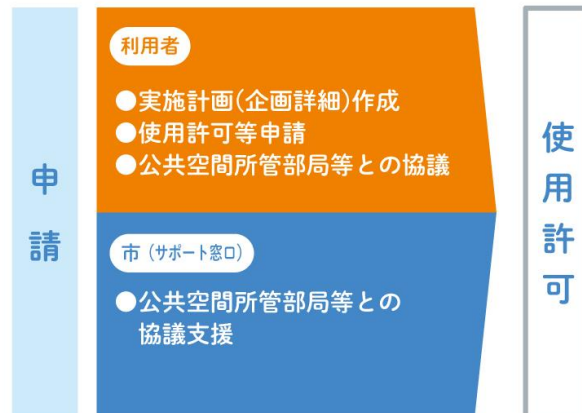 申請
利用者
●実施計画(企画詳細)作成
●使用許可等申請
●公共空間所管部局等との協議
市（サポート窓口）
●公共空間所管部局等との
協議支援
使用許可